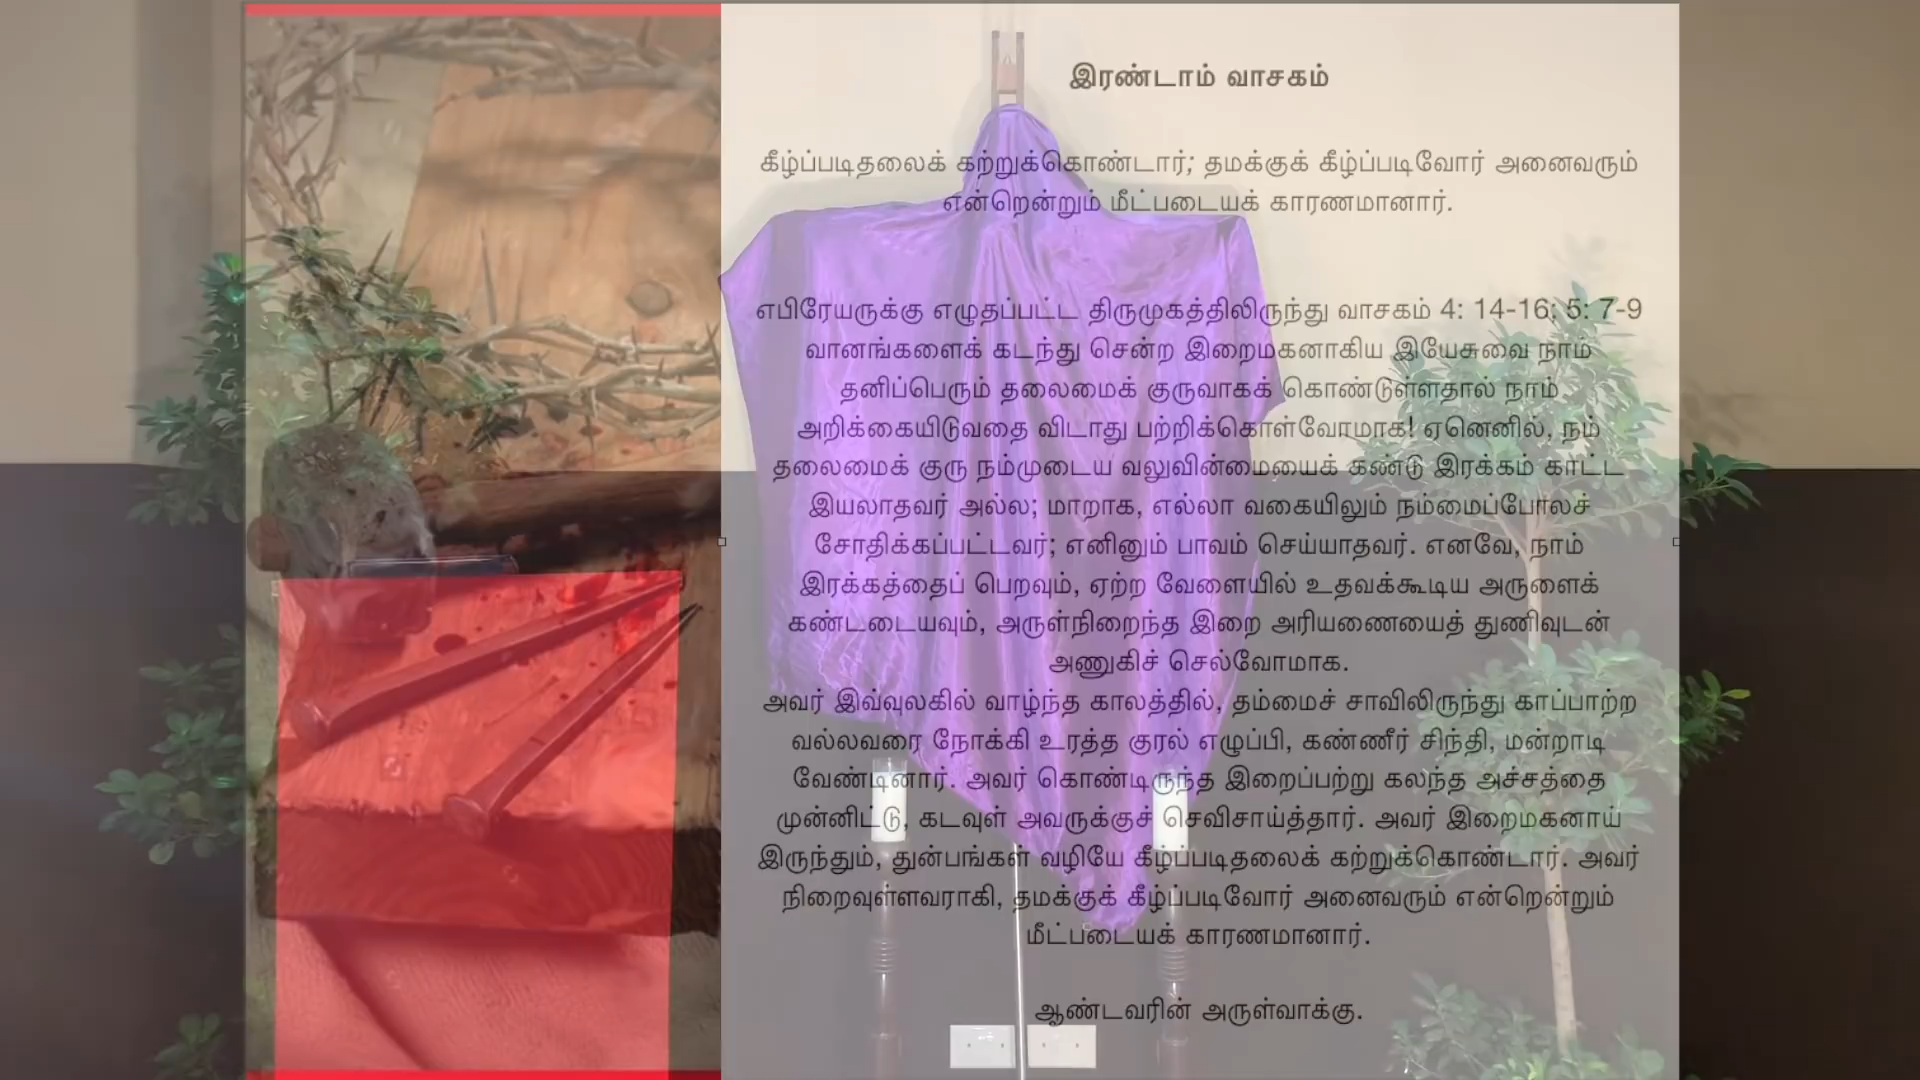 இரண்டாம் வாசகம்
கீழ்ப்படிதலைக் கற்றுக்கொண்டார்; தமக்குக் கீழ்ப்படிவோர் அனைவரும்
என்றென்றும் மீட்படையக் காரணமானார்.
எபிரேயருக்கு எழுதப்பட்ட திருமுகத்திலிருந்து வாசகம் 4: 14-16; 5: 7-9
வானங்களைக் கடந்து சென்ற இறைமகனாகிய இயேசுவை நாம்
தனிப்பெரும் தலைமைக் குருவாகக் கொண்டுள்ளதால் நாம்
அறிக்கையிடுவதை விடாது பற்றிக்கொள்வோமாக! ஏனெனில், நம்
தலைமைக் குரு நம்முடைய வலுவின்மையைக் கண்டு இரக்கம் காட்ட
இயலாதவர் அல்ல; மாறாக, எல்லா வகையிலும் நம்மைப்போலச்
சோதிக்கப்பட்டவர்; எனினும் பாவம் செய்யாதவர். எனவே, நாம்
இரக்கத்தைப் பெறவும், ஏற்ற வேளையில் உதவக்கூடிய அருளைக்
கண்டடையவும், அருள்நிறைந்த இறை அரியணையைத் துணிவுடன்
அணுகிச் செல்வோமாக.
அவர் இவ்வுலகில் வாழ்ந்த காலத்தில், தம்மைச் சாவிலிருந்து காப்பாற்ற
வல்லவரை நோக்கி உரத்த குரல் எழுப்பி, கண்ணீர் சிந்தி, மன்றாடி
வேண்டினார். அவர் கொண்டிருந்த இறைப்பற்று கலந்த அச்சத்தை
முன்னிட்டு, கடவுள் அவருக்குச் செவிசாய்த்தார். அவர் இறைமகனாய்
இருந்தும், துன்பங்கள் வழியே கீழ்ப்படிதலைக் கற்றுக்கொண்டார். அவர்
நிறைவுள்ளவராகி, தமக்குக் கீழ்ப்படிவோர் அனைவரும் என்றென்றும்
மீட்படையக் காரணமானார்.
ஆண்டவரின் அருள்வாக்கு.